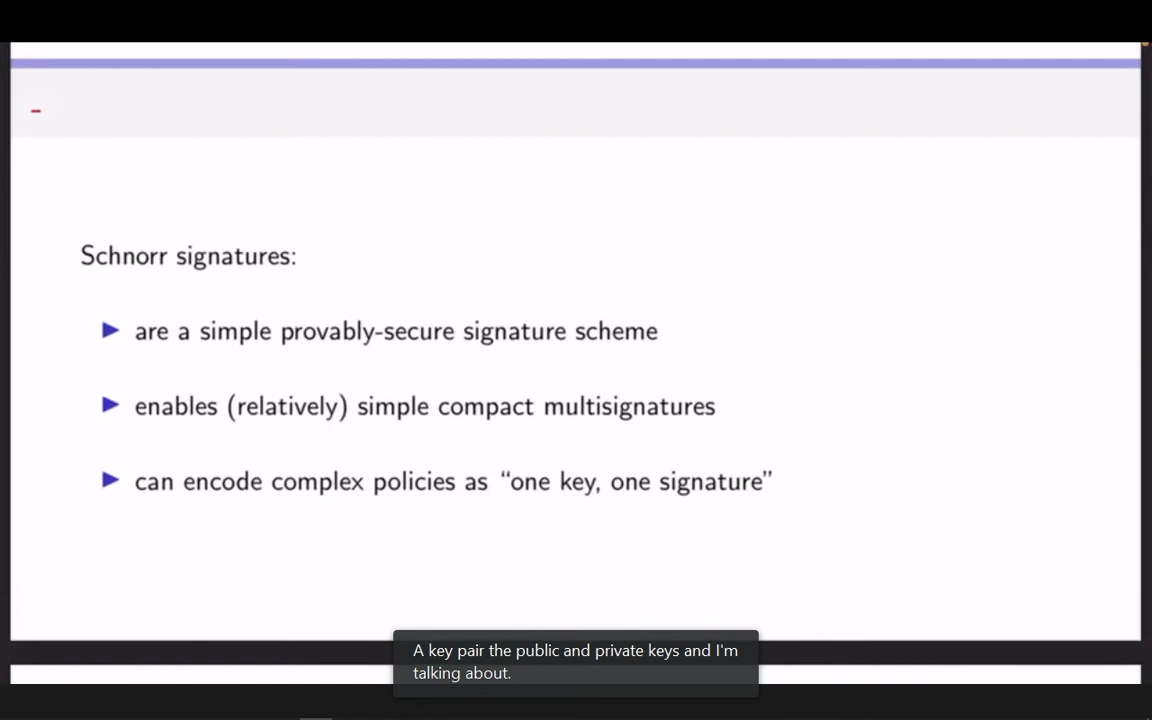 -
Schnorr signatures:
▶ are a simple provably-secure signature scheme
▶ enables (relatively) simple compact multisignatures
▶ can encode complex policies as “one key, one signature”
A key pair the public and private keys and I'm
talking about.